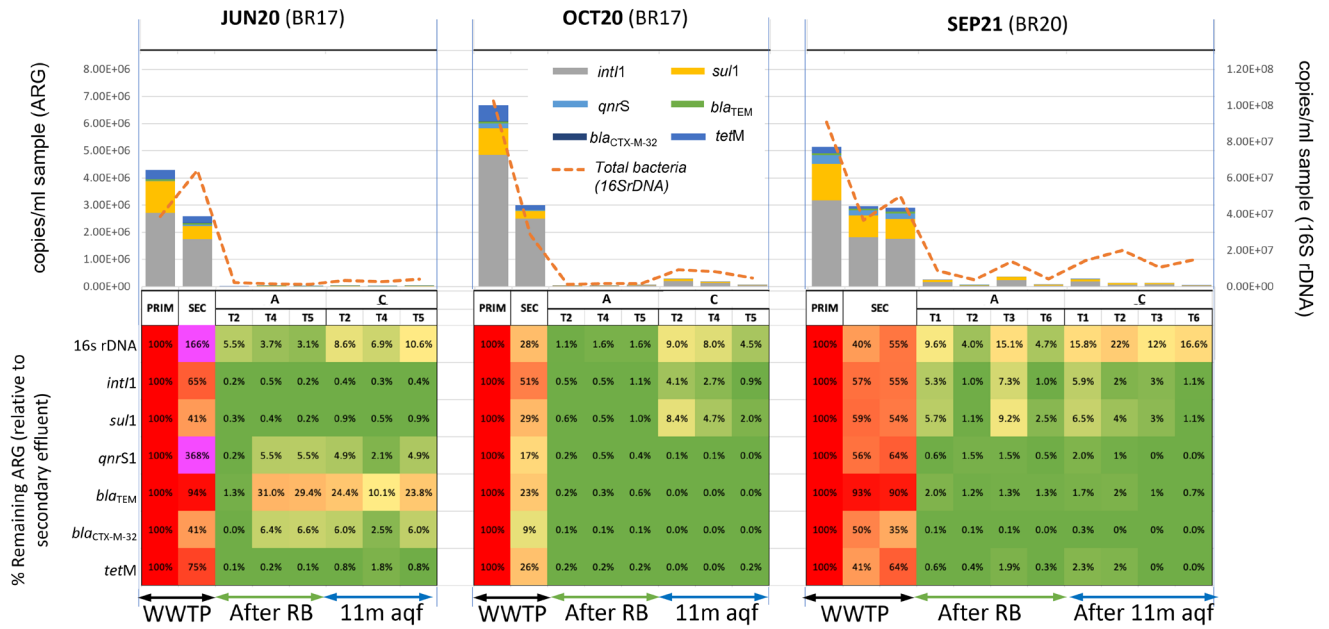 JUN20 (BR17)
OCT20 (BR17)
SEP21 (BR20)
copies/ml sample (ARG)
8.00E+06
7.00E+06
6.00E+06
5.00E+06
4.00E+06
3.00E+06
2.00E+06
1.00E+06
0.00E+00
intI1
sul1
qnrS
blaTEM
blaCTX-M-32
tetM
Total bacteria
(16SrDNA)
1.20E+08
1.00E+08
8.00E+07
6.00E+07
4.00E+07
2.00E+07
0.00E+00
copies/ml sample (16S rDNA)
PRIM SEC A C PRIM SEC A C PRIM SEC A C
T2 T4 T5 T2 T4 T5 T2 T4 T5 T2 T4 T5 T1 T2 T3 T6 T1 T2 T3 T6
% Remaining ARG (relative to
secondary effluent)
16s rDNA 100% 166% 5.5% 3.7% 3.1% 8.6% 6.9% 10.6% 100% 28% 1.1% 1.6% 1.6% 9.0% 8.0% 4.5% 100% 40% 55% 9.6% 4.0% 15.1% 4.7% 15.8% 22% 12% 16.6%
intI1 100% 65% 0.2% 0.5% 0.2% 0.4% 0.3% 0.4% 100% 51% 0.5% 0.5% 1.1% 4.1% 2.7% 0.9% 100% 57% 55% 5.3% 1.0% 7.3% 1.0% 5.9% 2% 3% 1.1%
sul1 100% 41% 0.3% 0.4% 0.2% 0.9% 0.5% 0.9% 100% 29% 0.6% 0.5% 1.0% 8.4% 4.7% 2.0% 100% 59% 54% 5.7% 1.1% 9.2% 2.5% 6.5% 4% 3% 1.1%
qnrS1 100% 368% 0.2% 5.5% 5.5% 4.9% 2.1% 4.9% 100% 17% 0.2% 0.2% 0.4% 0.1% 0.1% 0.0% 100% 56% 64% 0.6% 1.5% 1.5% 0.5% 2.0% 1% 0% 0.0%
blaTEM 100% 94% 1.3% 31.0% 29.4% 24.4% 10.1% 23.8% 100% 23% 0.2% 0.3% 0.6% 0.0% 0.0% 0.0% 100% 93% 90% 2.0% 1.2% 1.3% 1.3% 1.7% 2% 1% 0.7%
blaCTX-M-32 100% 41% 0.0% 6.4% 6.6% 6.0% 2.5% 6.0% 100% 9% 0.1% 0.1% 0.1% 0.0% 0.0% 0.0% 100% 50% 35% 0.1% 0.1% 0.1% 0.0% 0.3% 0% 0% 0.0%
tetM 100% 75% 0.1% 0.2% 0.1% 0.8% 1.8% 0.8% 100% 26% 0.2% 0.2% 0.4% 0.2% 0.2% 0.0% 100% 41% 64% 0.6% 0.4% 1.9% 0.3% 2.3% 2% 0% 0.0%
WWTP After RB 11m aqf WWTP After RB 11m aqf WWTP After RB After 11m aqf